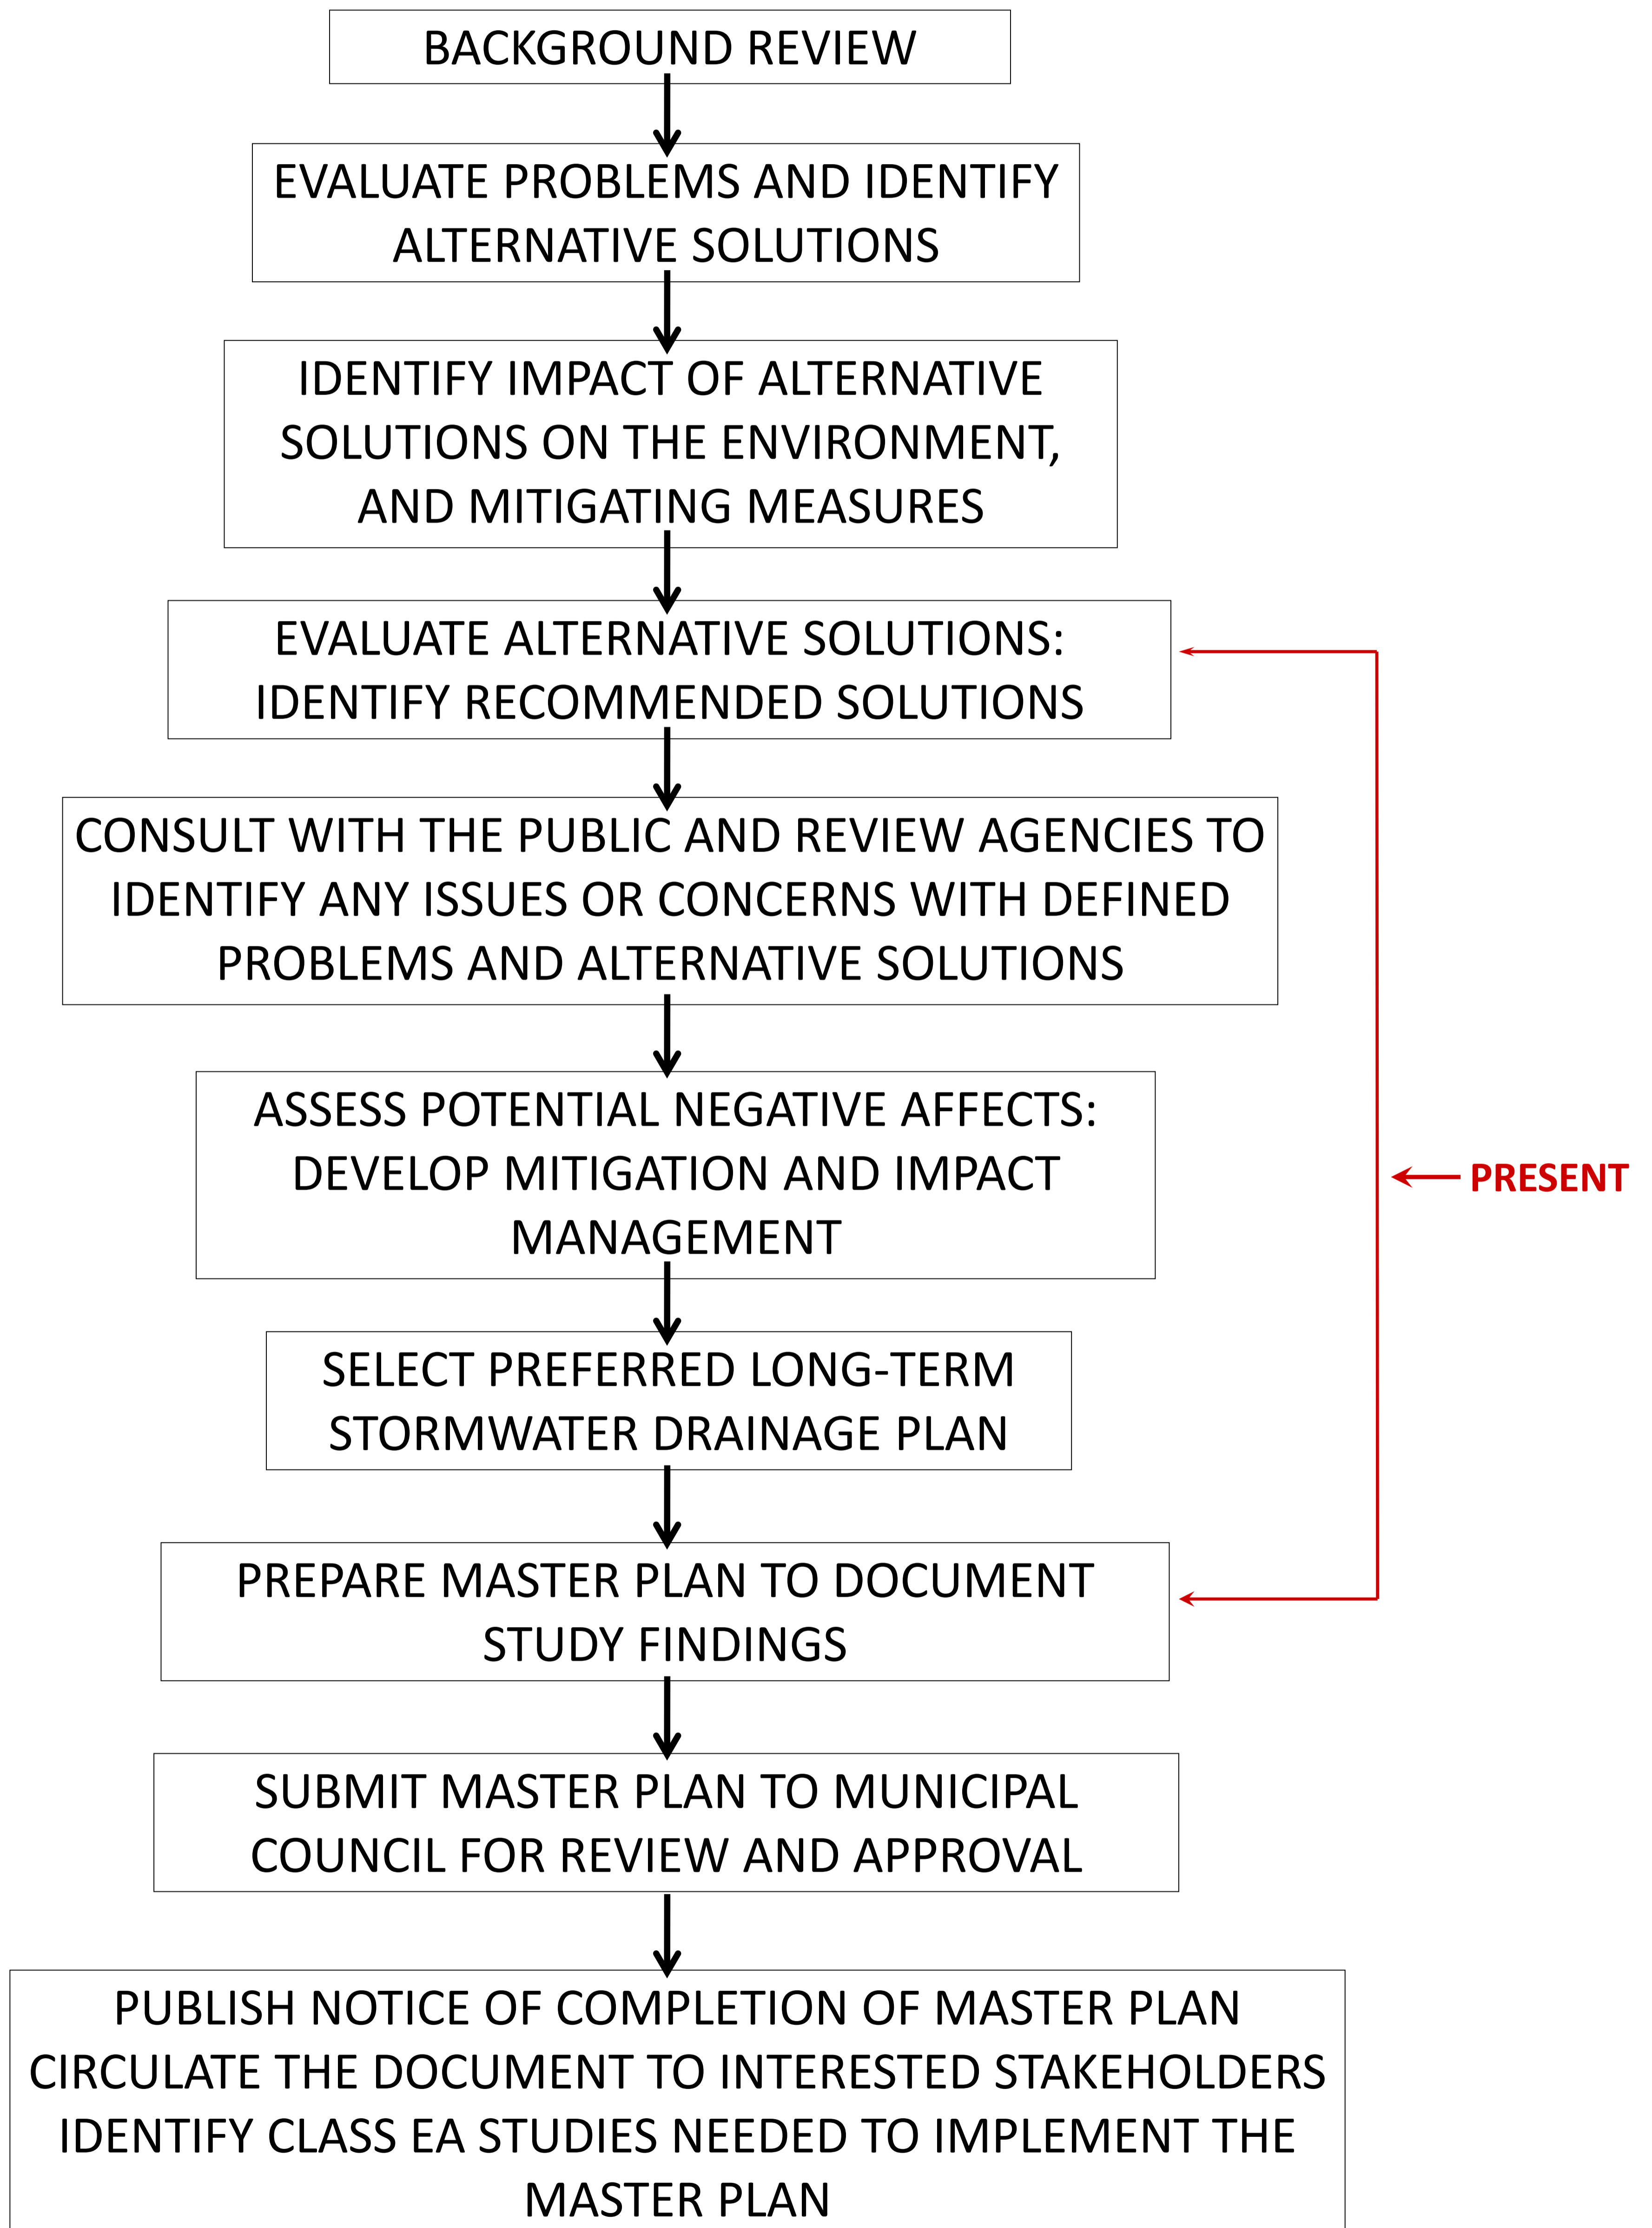 BACKGROUND REVIEW
EVALUATE PROBLEMS AND IDENTIFY
ALTERNATIVE SOLUTIONS
IDENTIFY IMPACT OF ALTERNATIVE
SOLUTIONS ON THE ENVIRONMENT,
AND MITIGATING MEASURES
EVALUATE ALTERNATIVE SOLUTIONS:
IDENTIFY RECOMMENDED SOLUTIONS
CONSULT WITH THE PUBLIC AND REVIEW AGENCIES TO
IDENTIFY ANY ISSUES OR CONCERNS WITH DEFINED
PROBLEMS AND ALTERNATIVE SOLUTIONS
ASSESS POTENTIAL NEGATIVE AFFECTS:
DEVELOP MITIGATION AND IMPACT
MANAGEMENT
PRESENT
SELECT PREFERRED LONG-TERM
STORMWATER DRAINAGE PLAN
PREPARE MASTER PLAN TO DOCUMENT
STUDY FINDINGS
SUBMIT MASTER PLAN TO MUNICIPAL
COUNCIL FOR REVIEW AND APPROVAL
PUBLISH NOTICE OF COMPLETION OF MASTER PLAN
CIRCULATE THE DOCUMENT TO INTERESTED STAKEHOLDERS
IDENTIFY CLASS EA STUDIES NEEDED TO IMPLEMENT THE
MASTER PLAN